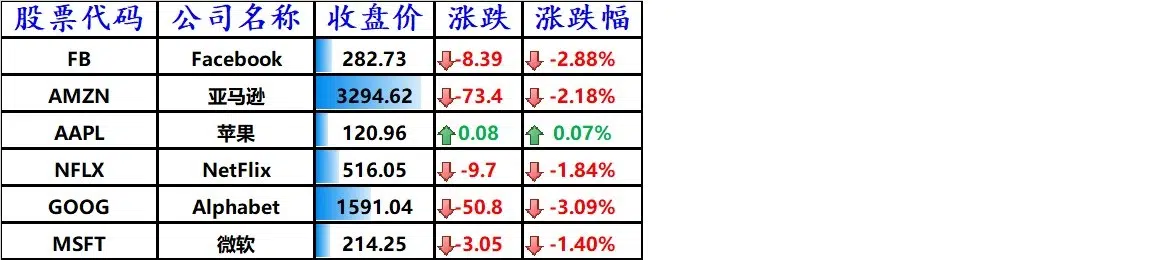 股票代码 公司名称 收盘价 涨跌 涨跌幅
FB Facebook 282.73 -8.39 -2.88%
AMZN 亚马逊 3294.62 -73.4 -2.18%
AAPL 苹果 120.96 0.08 0.07%
NFLX NetFlix 516.05 -9.7 -1.84%
GOOG Alphabet 1591.04 -50.8 -3.09%
MSFT 微软 214.25 -3.05 -1.40%